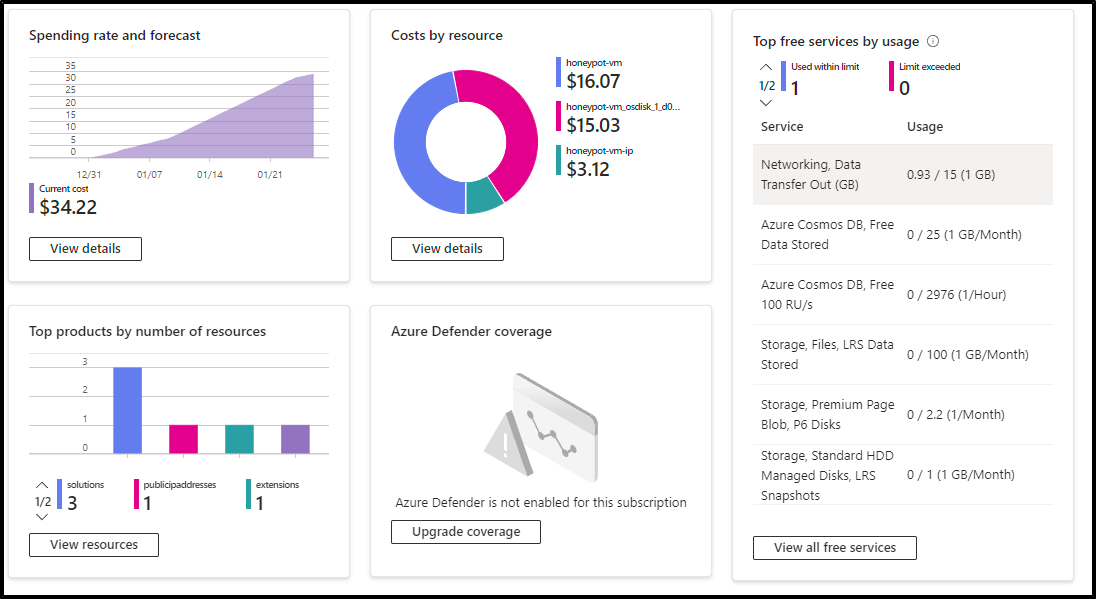 Spending rate and forecast
35
30
25
20
15
10
5
0
12/31 01/07 01/14 01/21
Current cost
$34.22
View details
Costs by resource
honeypot-vm
$16.07
honeypot-vm_osdisk_1_d0...
$15.03
honeypot-vm-ip
$3.12
View details
Top free services by usage
1/2
Used within limit
1
Limit exceeded
0
Service Usage
Networking, Data
Transfer Out (GB)
0.93 / 15 (1 GB)
Azure Cosmos DB, Free
Data Stored
0 / 25 (1 GB/Month)
Azure Cosmos DB, Free
100 RU/s
0 / 2976 (1/Hour)
Storage, Files, LRS Data
Stored
0 / 100 (1 GB/Month)
Storage, Premium Page
Blob, P6 Disks
0 / 2.2 (1/Month)
Storage, Standard HDD
Managed Disks, LRS
Snapshots
0 / 1 (1 GB/Month)
View all free services
Top products by number of resources
3
2
1
0
1/2
solutions
3
publicipaddresses
1
extensions
1
View resources
Azure Defender coverage
Azure Defender is not enabled for this subscription
Upgrade coverage